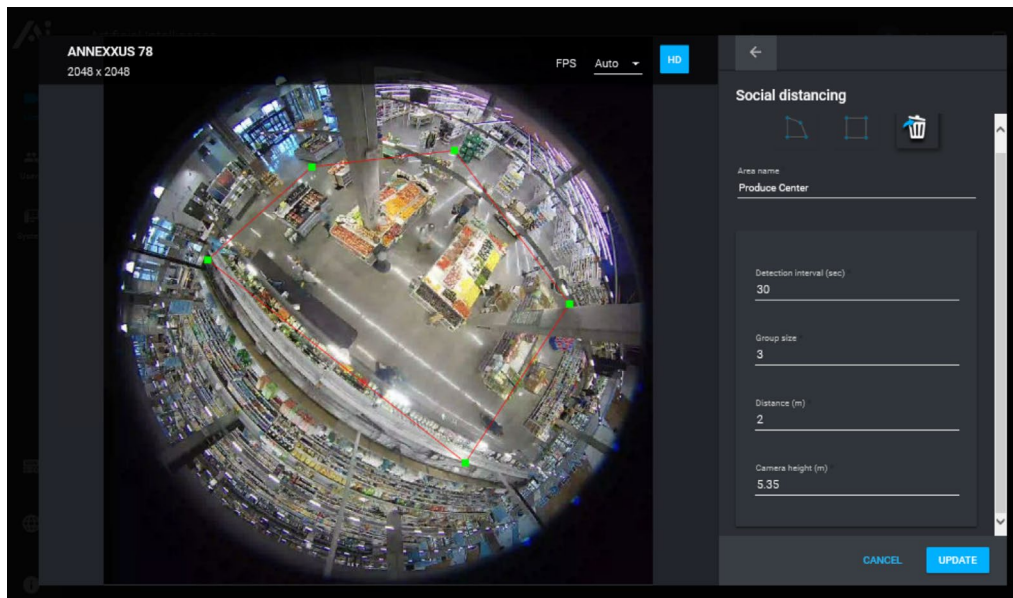 ANNEXXUS 78
2048 x 2048
FPS Auto
HD
Social distancing
Area name
Produce Center
Detection interval (sec)
30
Group size
3
Distance (m)
2
Camera height (m)
5.35
CANCEL UPDATE